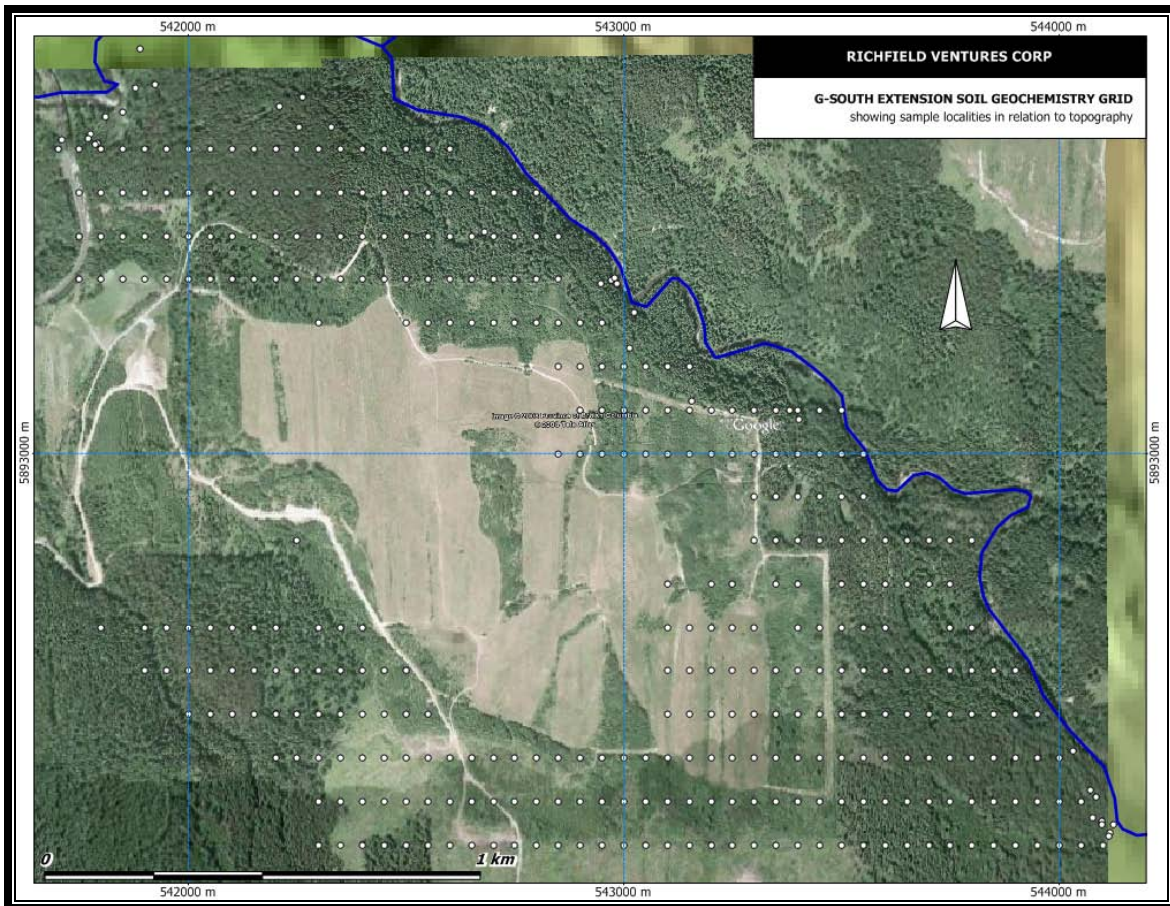 542000 m
543000 m
544000 m
RICHFIELD VENTURES CORP
G-SOUTH EXTENSION SOIL GEOCHEMISTRY GRID
showing sample localities in relation to topography
Google
5893000 m
5893000 m
0
1 km
542000 m
543000 m
544000 m